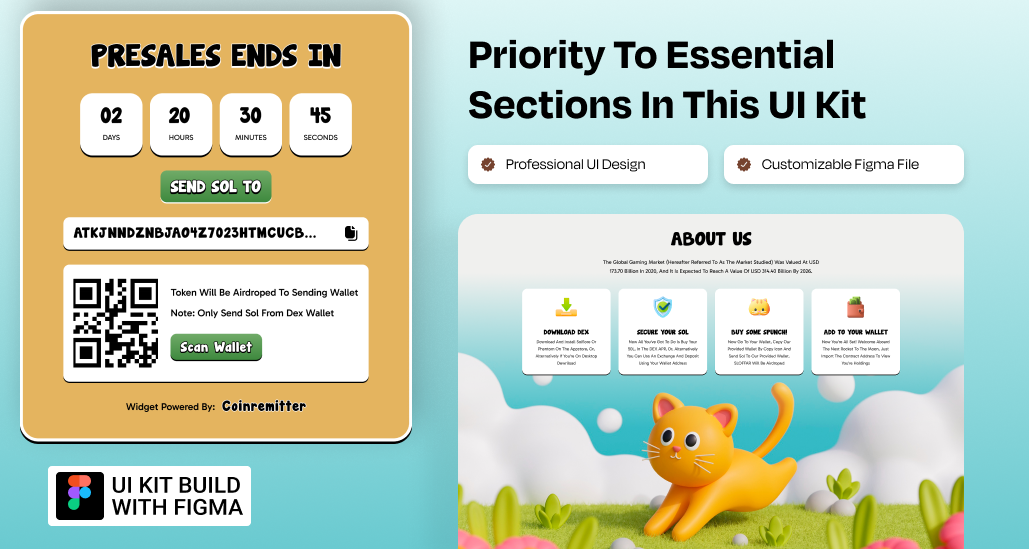 PRESALES ENDS IN
02
DAYS
20
HOURS
30
MINUTES
45
SECONDS
SEND SOL TO
ATKJNNDZNBJAO4Z7023HTMCUCB...
Token Will Be Airdroped To Sending Wallet
Note: Only Send Sol From Dex Wallet
Scan Wallet
Widget Powered By: Coinremitter
UI KIT BUILD
WITH FIGMA
Priority To Essential
Sections In This UI Kit
Professional UI Design
Customizable Figma File
ABOUT US
The Global Gaming Market (Hereafter Referred To As The Market Studied) Was Valued At USD
173.70 Billion In 2020, And It Is Expected To Reach A Value Of USD 314.40 Billion By 2026.
DOWNLOAD DEX
Download And Install Sollfare Or
Phantom On The Appstore, Or,
Alternatively If You're On Desktop
Download
SECURE YOUR SOL
Now All You've Got To Do Is Buy Your
SOL, In The DEX APP, Or, Alternatively
You Can Use An Exchange And Deposit
Using Your Wallet Address
BUY SOME SPUNCH!
Now Go To Your Wallet, Copy Our
Provided Wallet By Copy Icon And
Send Sol To Our Provided Wallet,
SLOFFAR Will Be Airdroped
ADD TO YOUR WALLET
Now You're All Set! Welcome Aboard
The Next Rocket To The Moon, Just
Import The Contract Address To View
You're Holdings